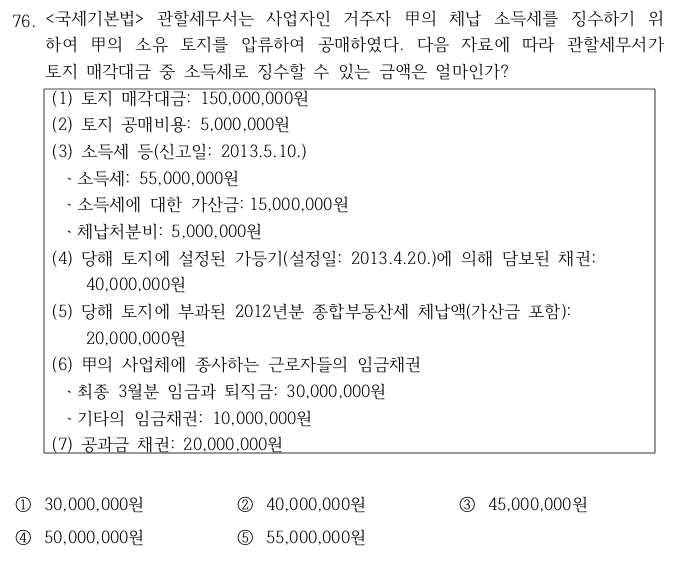 76. <국세기본법> 관할세무서는 사업자인 거주자 甲의 체납 소득세를 징수하기 위
하여 甲의 소유 토지를 압류하여 공매하였다. 다음 자료에 따라 관할세무서가
토지 매각대금 중 소득세로 징수할 수 있는 금액은 얼마인가?
(1) 토지 매각대금: 150,000,000원
(2) 토지 공매비용: 5,000,000원
(3) 소득세 등(신고일: 2013.5.10.)
、소득세: 55,000,000원
、소득세에 대한 가산금: 15,000,000원
、체납처분비: 5,000,000원
(4) 당해 토지에 설정된 가등기(설정일: 2013.4.20.)에 의해 담보된 채권:
40,000,000원
(5) 당해 토지에 부과된 2012년분 종합부동산세 체납액(가산금 포함):
20,000,000원
(6) 甲의 사업체에 종사하는 근로자들의 임금채권
、최종 3월분 임금과 퇴직금: 30,000,000원
、기타의 임금채권: 10,000,000원
(7) 공과금 채권: 20,000,000원
① 30,000,000원 ② 40,000,000원 ③ 45,000,000원
④ 50,000,000원 ⑤ 55,000,000원